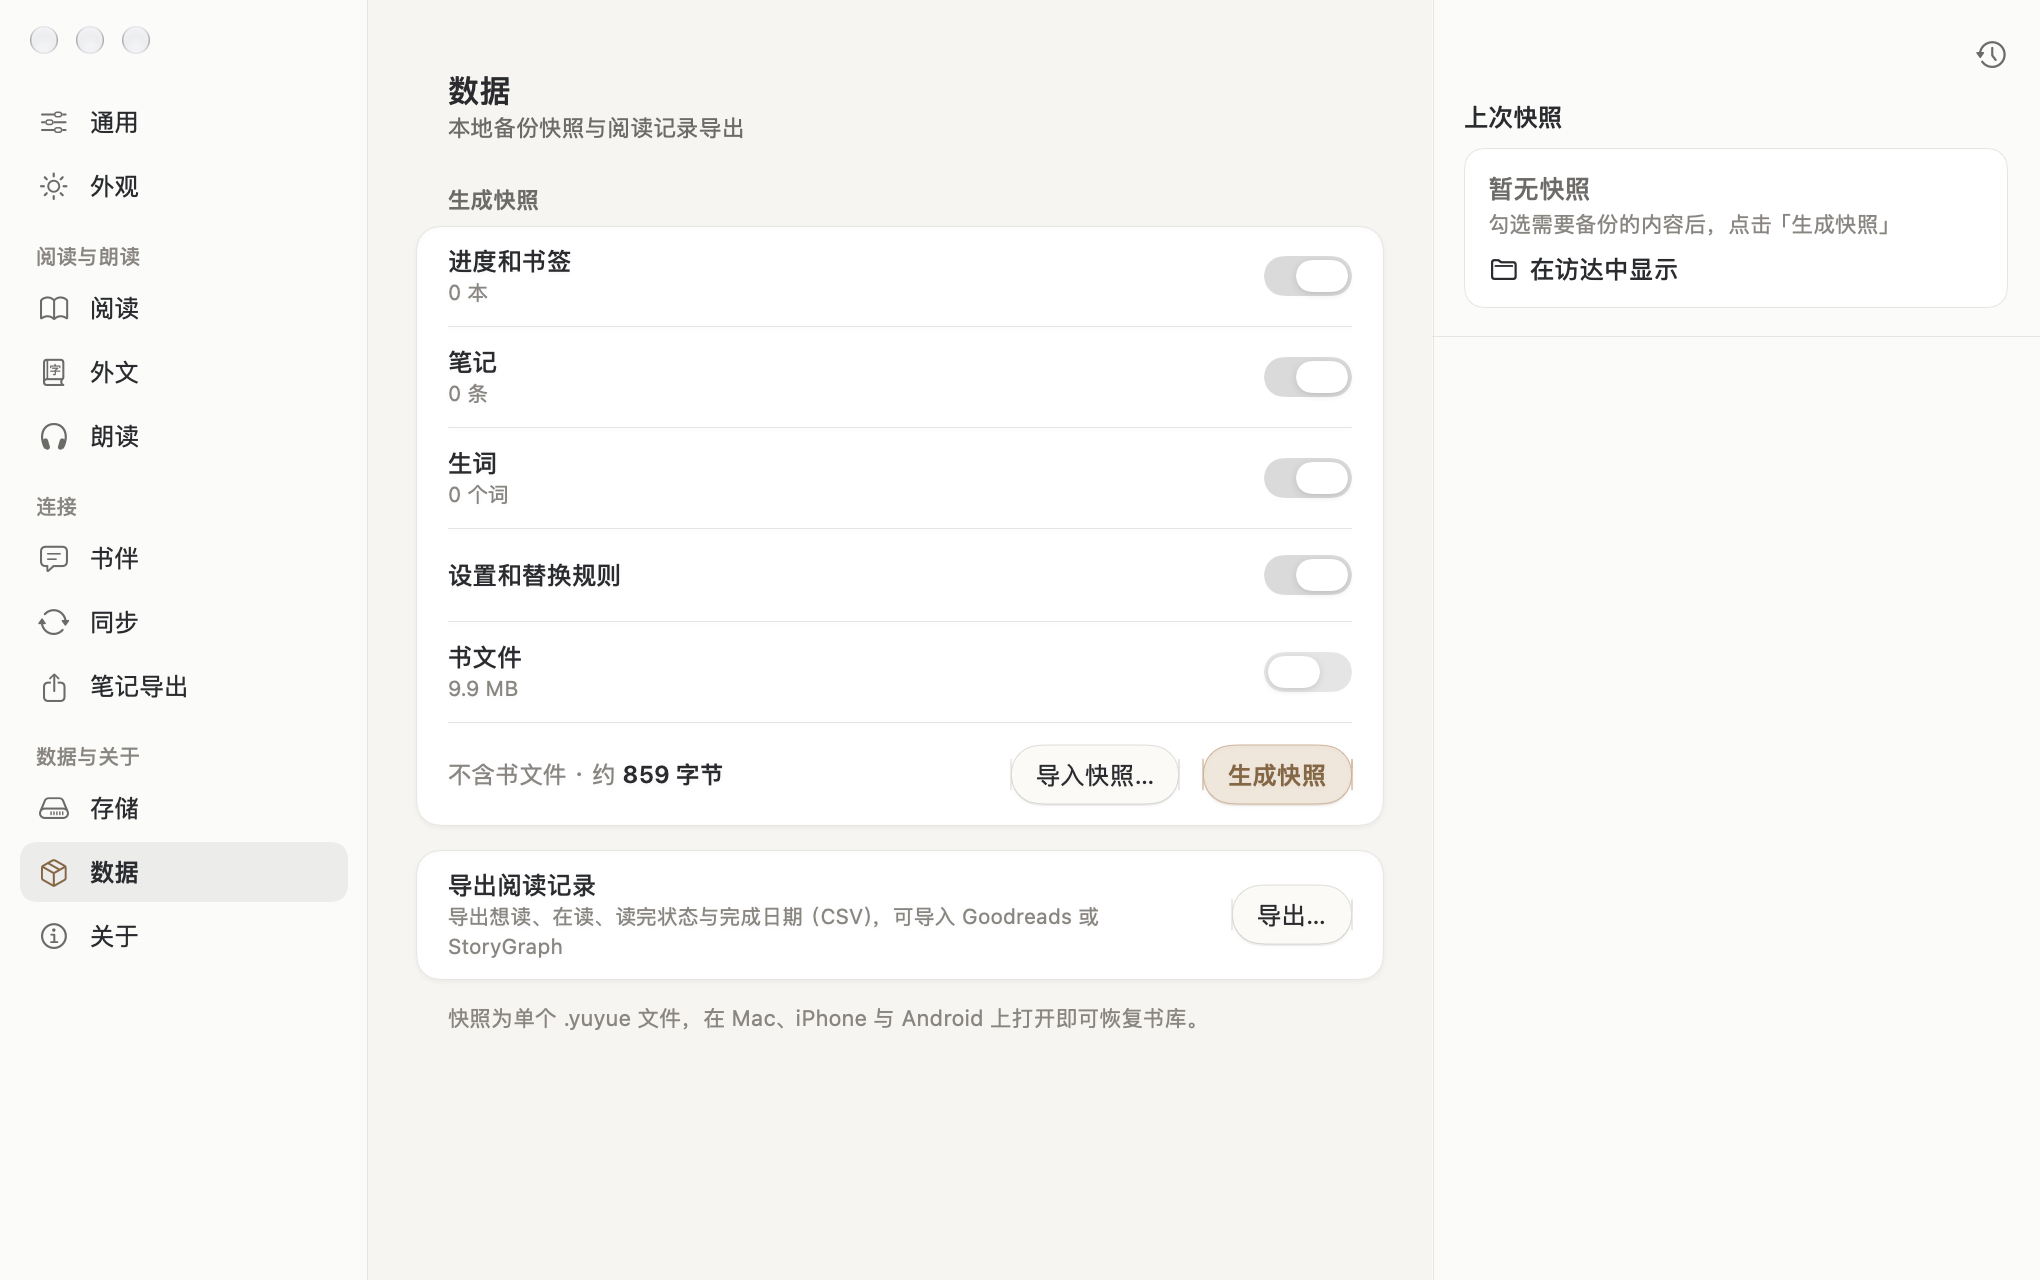 通用
外观
阅读与朗读
阅读
外文
朗读
连接
书伴
同步
笔记导出
数据与关于
存储
数据
关于
数据
本地备份快照与阅读记录导出
生成快照
进度和书签
0 本
笔记
0 条
生词
0 个词
设置和替换规则
书文件
9.9 MB
不含书文件 · 约 859 字节
导入快照...
生成快照
导出阅读记录
导出想读、在读、读完状态与完成日期 (CSV)，可导入 Goodreads 或
StoryGraph
导出...
快照为单个 .yuyue 文件，在 Mac、iPhone 与 Android 上打开即可恢复书库。
上次快照
暂无快照
勾选需要备份的内容后，点击「生成快照」
在访达中显示